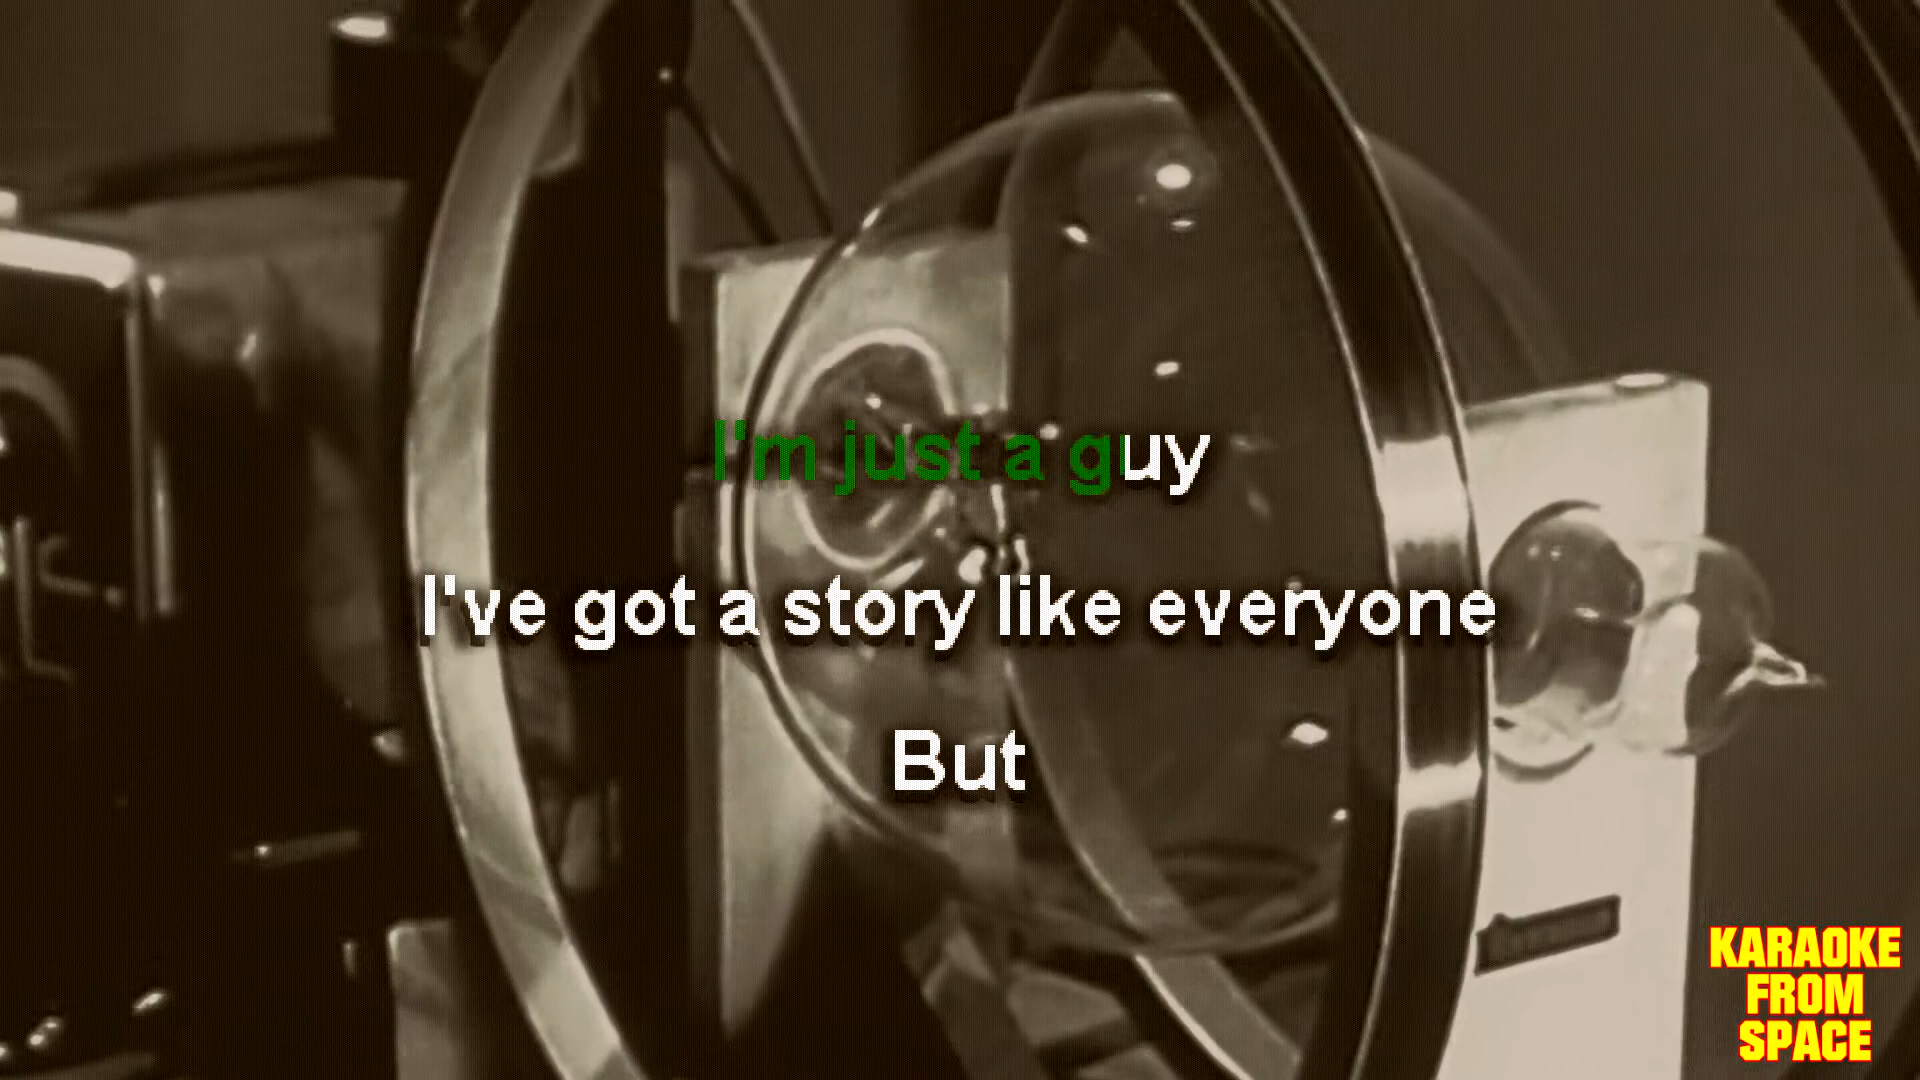 I'm just a guy
I've got a story like everyone
But
KARAOKE
FROM
SPACE